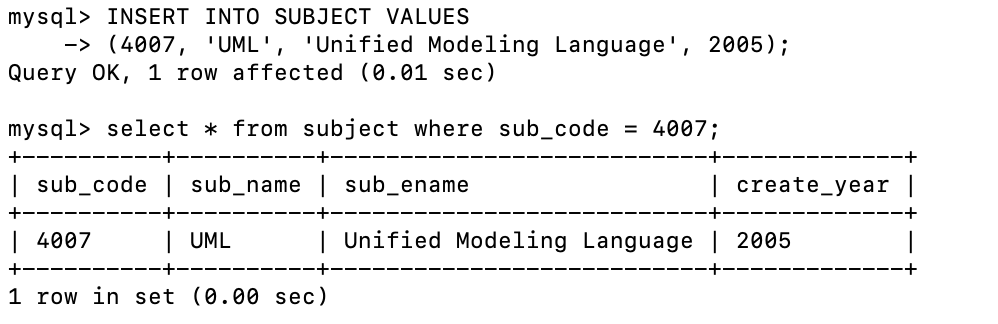 mysql> INSERT INTO SUBJECT VALUES
    -> (4007, 'UML', 'Unified Modeling Language', 2005);
Query OK, 1 row affected (0.01 sec)

mysql> select * from subject where sub_code = 4007;
+----------+----------+---------------------------+-------------+
| sub_code | sub_name | sub_ename                 | create_year |
+----------+----------+---------------------------+-------------+
| 4007     | UML      | Unified Modeling Language | 2005        |
+----------+----------+---------------------------+-------------+
1 row in set (0.00 sec)